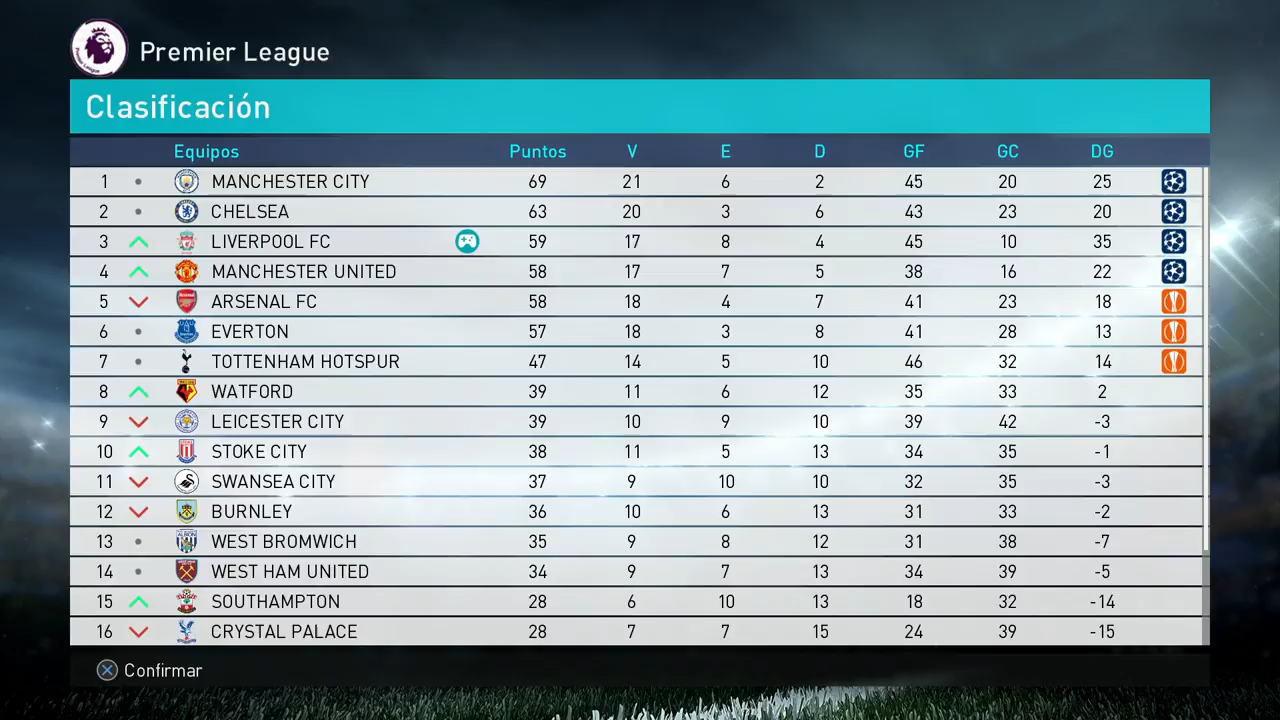 Premier League
Clasificación
Equipos Puntos V E D GF GC DG
1 MANCHESTER CITY 69 21 6 2 45 20 25
2 CHELSEA 63 20 3 6 43 23 20
3 LIVERPOOL FC 59 17 8 4 45 10 35
4 MANCHESTER UNITED 58 17 7 5 38 16 22
5 ARSENAL FC 58 18 4 7 41 23 18
6 EVERTON 57 18 3 8 41 28 13
7 TOTTENHAM HOTSPUR 47 14 5 10 46 32 14
8 WATFORD 39 11 6 12 35 33 2
9 LEICESTER CITY 39 10 9 10 39 42 -3
10 STOKE CITY 38 11 5 13 34 35 -1
11 SWANSEA CITY 37 9 10 10 32 35 -3
12 BURNLEY 36 10 6 13 31 33 -2
13 WEST BROMWICH 35 9 8 12 31 38 -7
14 WEST HAM UNITED 34 9 7 13 34 39 -5
15 SOUTHAMPTON 28 6 10 13 18 32 -14
16 CRYSTAL PALACE 28 7 7 15 24 39 -15
Confirmar